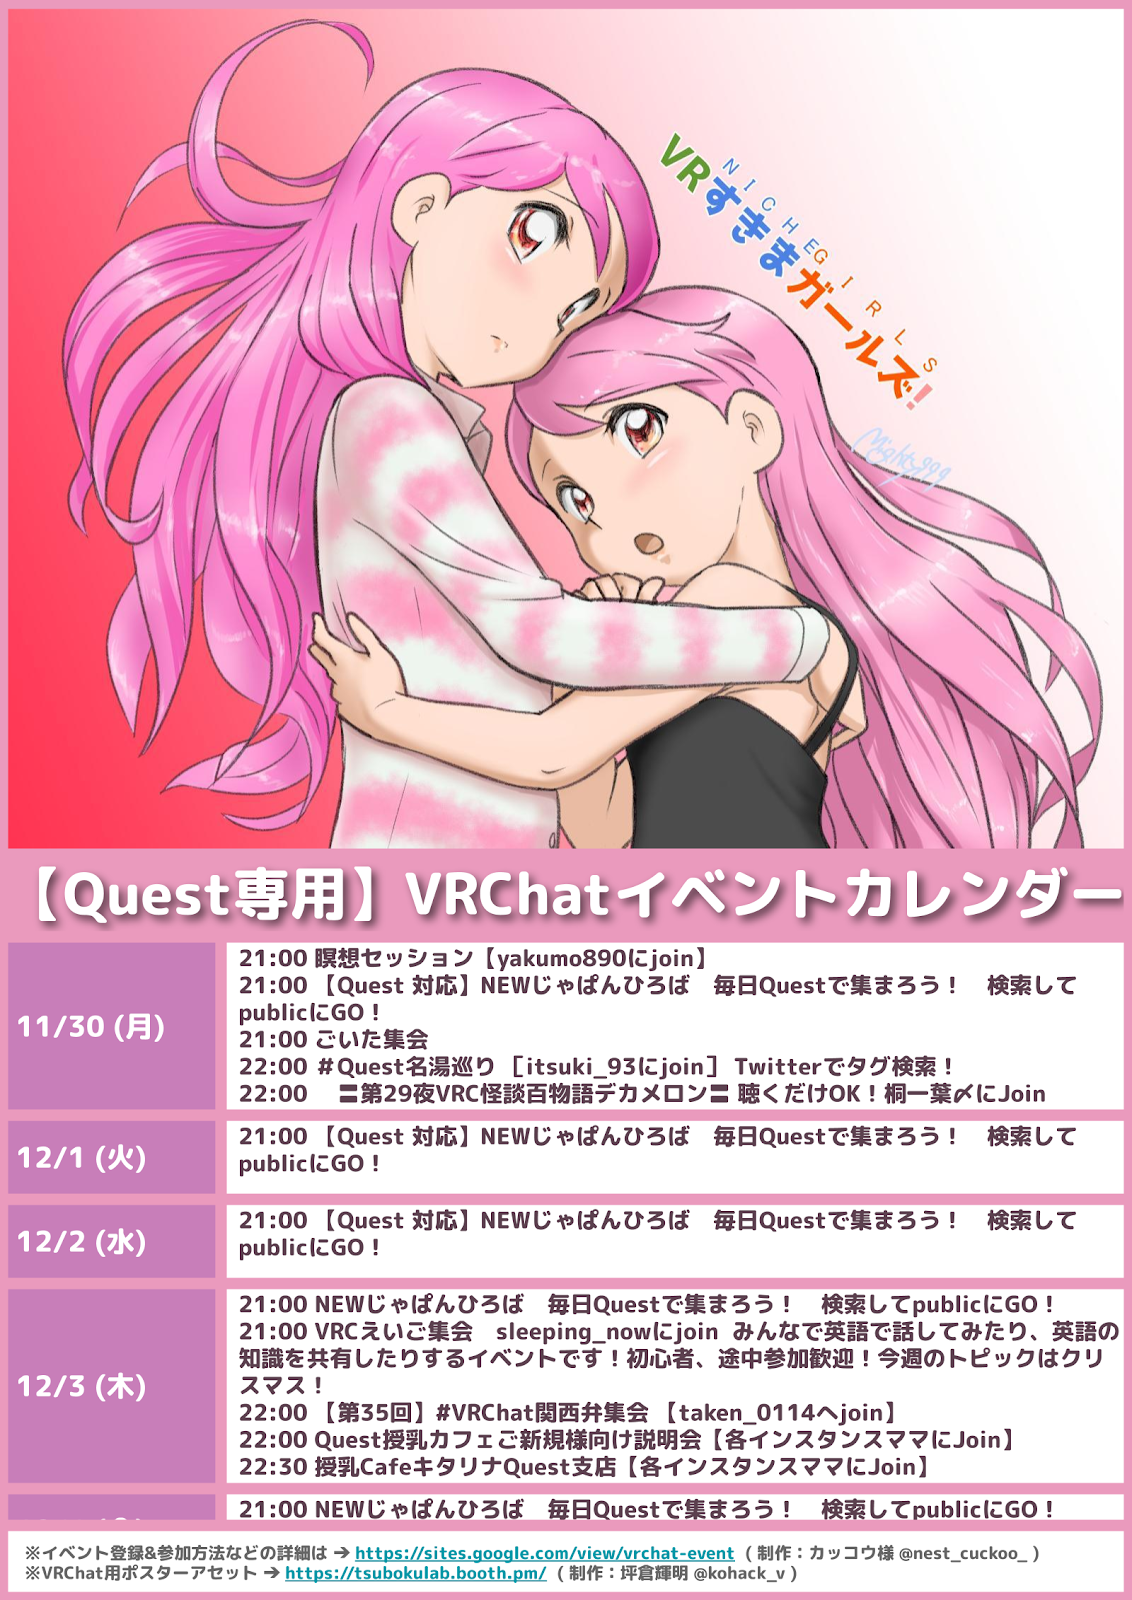 VRすきまガールズ!
NICHE GIRLS
Mighty999
【Quest専用】VRChatイベントカレンダー
11/30 (月)
21:00 瞑想セッション【yakumo890にjoin】
21:00 【Quest 対応】NEWじゃぱんひろば　毎日Questで集まろう！　検索して
publicにGO！
21:00 ごいた集会
22:00 ＃Quest名湯巡り ［itsuki_93にjoin］ Twitterでタグ検索！
22:00 　〓第29夜VRC怪談百物語デカメロン〓 聴くだけOK！桐一葉〆にJoin
12/1 (火)
21:00 【Quest 対応】NEWじゃぱんひろば　毎日Questで集まろう！　検索して
publicにGO！
12/2 (水)
21:00 【Quest 対応】NEWじゃぱんひろば　毎日Questで集まろう！　検索して
publicにGO！
12/3 (木)
21:00 NEWじゃぱんひろば　毎日Questで集まろう！　検索してpublicにGO！
21:00 VRCえいご集会　sleeping_nowにjoin みんなで英語で話してみたり、英語の
知識を共有したりするイベントです！初心者、途中参加歓迎！今週のトピックはクリ
スマス！
22:00 【第35回】#VRChat関西弁集会 【taken_0114へjoin】
22:00 Quest授乳カフェご新規様向け説明会【各インスタンスママにJoin】
22:30 授乳CafeキタリナQuest支店【各インスタンスママにJoin】
21:00 NEWじゃぱんひろば　毎日Questで集まろう！　検索してpublicにGO！
※イベント登録&参加方法などの詳細は ➔ https://sites.google.com/view/vrchat-event （ 制作：カッコウ様 @nest_cuckoo_ ）
※VRChat用ポスターアセット ➔ https://tsubokulab.booth.pm/ （ 制作：坪倉輝明 @kohack_v ）